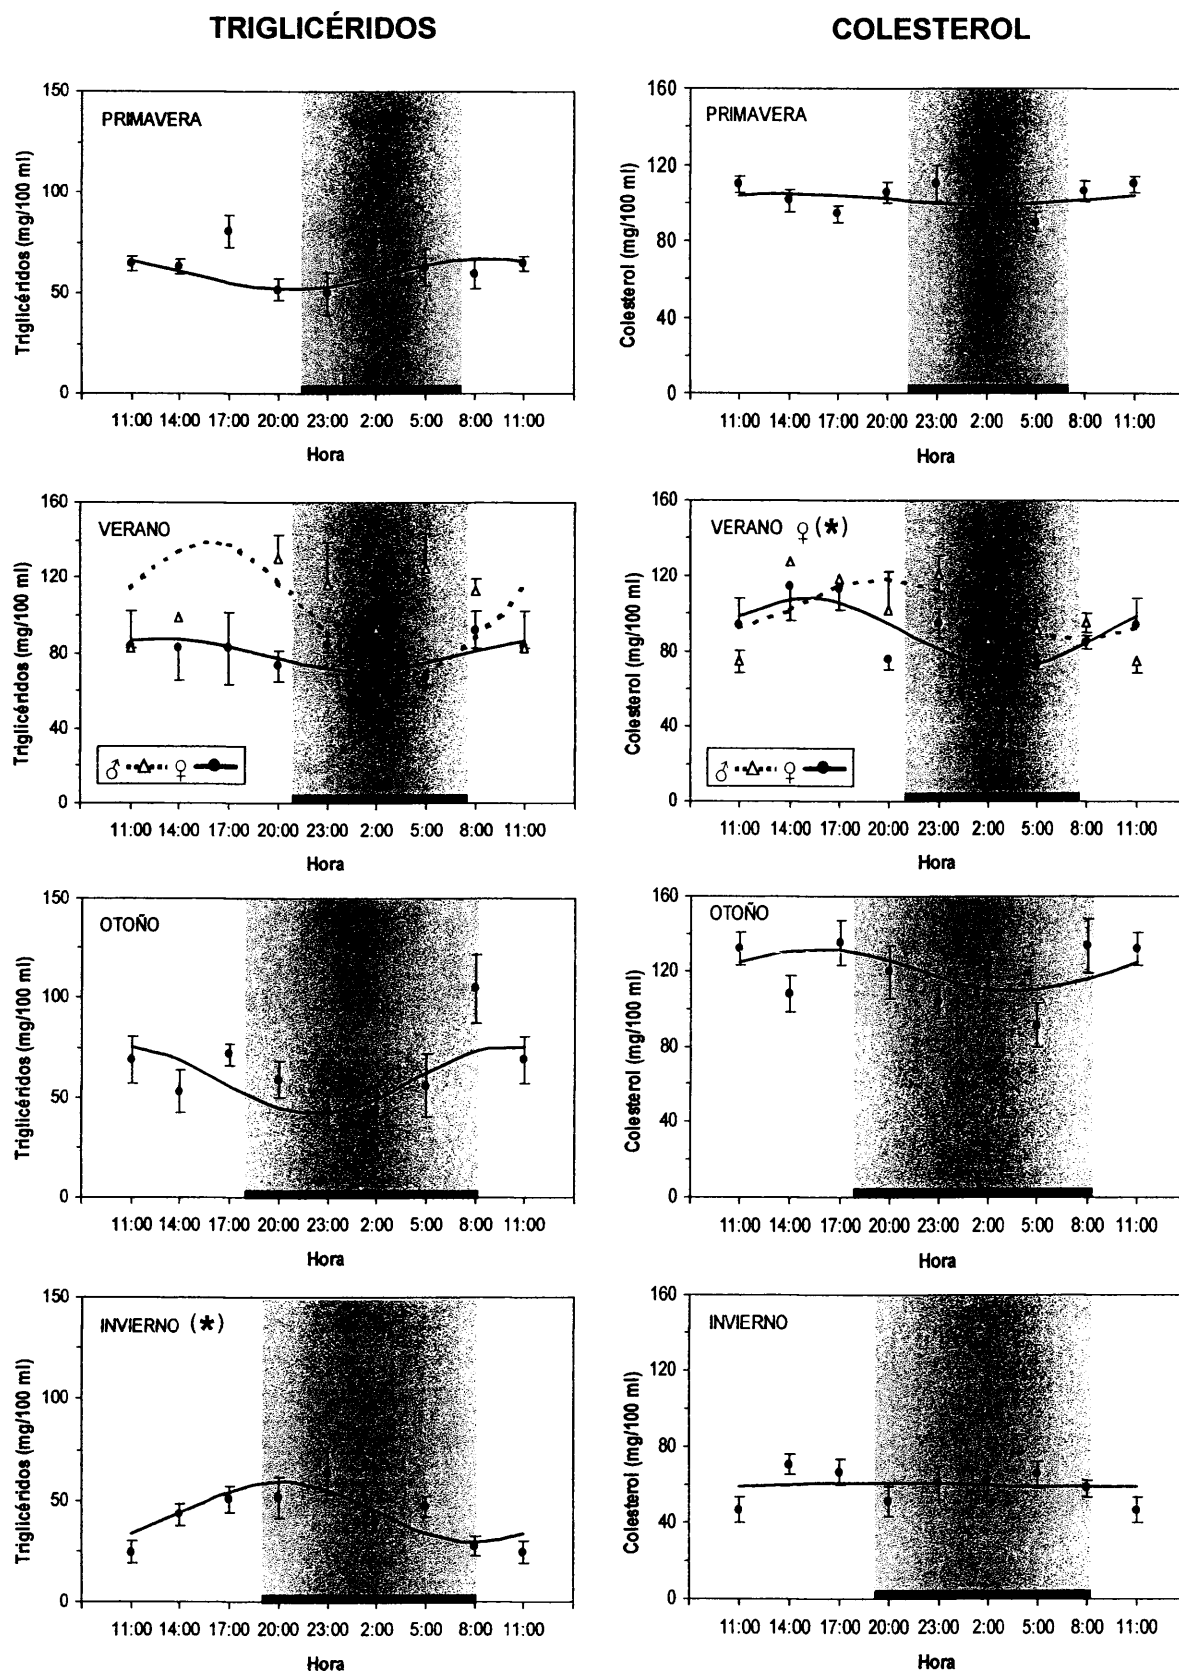 TRIGLICÉRIDOS
COLESTEROL
150
100
50
0
Triglicéridos (mg/100 ml)
PRIMAVERA
11:00 14:00 17:00 20:00 23:00 2:00 5:00 8:00 11:00
Hora
160
120
80
40
0
Colesterol (mg/100 ml)
PRIMAVERA
11:00 14:00 17:00 20:00 23:00 2:00 5:00 8:00 11:00
Hora
160
120
80
40
0
Triglicéridos (mg/100 ml)
VERANO
♂ ♀
11:00 14:00 17:00 20:00 23:00 2:00 5:00 8:00 11:00
Hora
160
120
80
40
0
Colesterol (mg/100 ml)
VERANO ♀ (*)
♂ ♀
11:00 14:00 17:00 20:00 23:00 2:00 5:00 8:00 11:00
Hora
150
100
50
0
Triglicéridos (mg/100 ml)
OTOÑO
11:00 14:00 17:00 20:00 23:00 2:00 5:00 8:00 11:00
Hora
160
120
80
40
0
Colesterol (mg/100 ml)
OTOÑO
11:00 14:00 17:00 20:00 23:00 2:00 5:00 8:00 11:00
Hora
150
100
50
0
Triglicéridos (mg/100 ml)
INVIERNO (*)
11:00 14:00 17:00 20:00 23:00 2:00 5:00 8:00 11:00
Hora
160
120
80
40
0
Colesterol (mg/100 ml)
INVIERNO
11:00 14:00 17:00 20:00 23:00 2:00 5:00 8:00 11:00
Hora